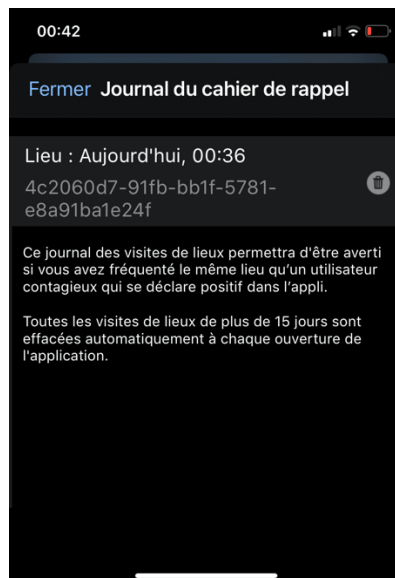 00:42
Fermer Journal du cahier de rappel
Lieu : Aujourd'hui, 00:36
4c2060d7-91fb-bb1f-5781-
e8a91ba1e24f
Ce journal des visites de lieux permettra d'être averti
si vous avez fréquenté le même lieu qu'un utilisateur
contagieux qui se déclare positif dans l'appli.
Toutes les visites de lieux de plus de 15 jours sont
effacées automatiquement à chaque ouverture de
l'application.